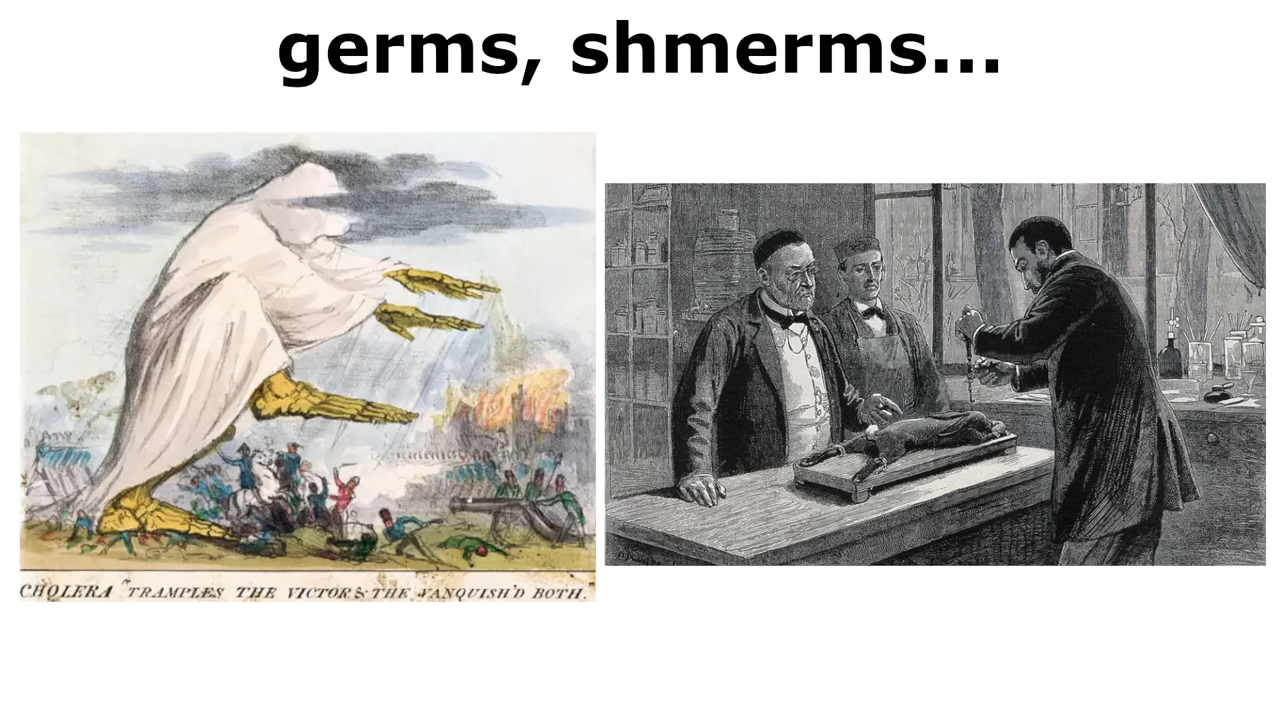 germs, shmerms...
CHOLERA "TRAMPLES THE VICTOR & THE VANQUISH'D BOTH.